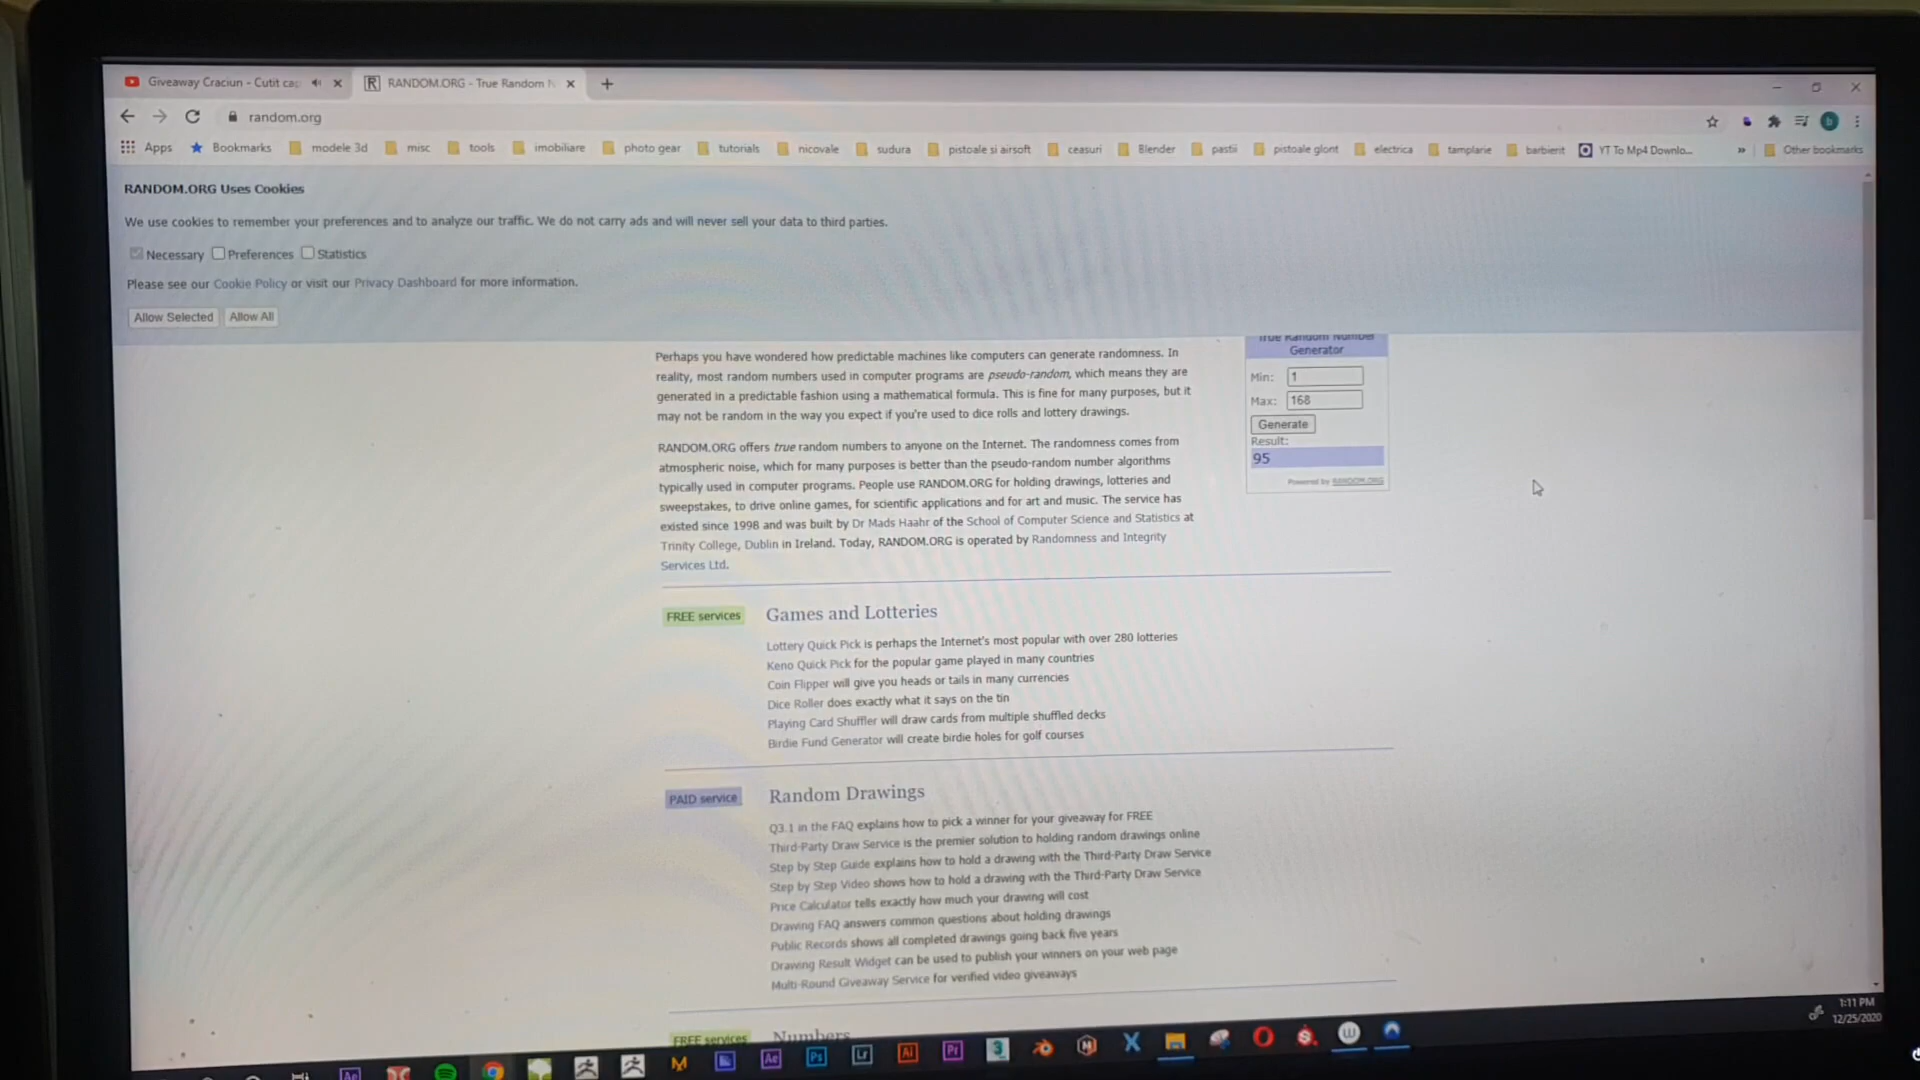 Giveaway Craciun - Cutit cap
RANDOM.ORG - True Random N
random.org
Apps Bookmarks modele 3d misc tools imobiliare photo gear tutorials nicovale sudura pistoale si airsoft ceasuri Blender pastii pistoale glont electrica tamplarie barbierit YT To Mp4 Downlo... » Other bookmarks
RANDOM.ORG Uses Cookies
We use cookies to remember your preferences and to analyze our traffic. We do not carry ads and will never sell your data to third parties.
Necessary Preferences Statistics
Please see our Cookie Policy or visit our Privacy Dashboard for more information.
Allow Selected Allow All
Perhaps you have wondered how predictable machines like computers can generate randomness. In
reality, most random numbers used in computer programs are pseudo-random, which means they are
generated in a predictable fashion using a mathematical formula. This is fine for many purposes, but it
may not be random in the way you expect if you're used to dice rolls and lottery drawings.
RANDOM.ORG offers true random numbers to anyone on the Internet. The randomness comes from
atmospheric noise, which for many purposes is better than the pseudo-random number algorithms
typically used in computer programs. People use RANDOM.ORG for holding drawings, lotteries and
sweepstakes, to drive online games, for scientific applications and for art and music. The service has
existed since 1998 and was built by Dr Mads Haahr of the School of Computer Science and Statistics at
Trinity College, Dublin in Ireland. Today, RANDOM.ORG is operated by Randomness and Integrity
Services Ltd.
True Random Number
Generator
Min: 1
Max: 168
Generate
Result:
95
Powered by RANDOM.ORG
FREE services
Games and Lotteries
Lottery Quick Pick is perhaps the Internet's most popular with over 280 lotteries
Keno Quick Pick for the popular game played in many countries
Coin Flipper will give you heads or tails in many currencies
Dice Roller does exactly what it says on the tin
Playing Card Shuffler will draw cards from multiple shuffled decks
Birdie Fund Generator will create birdie holes for golf courses
PAID service
Random Drawings
Q3.1 in the FAQ explains how to pick a winner for your giveaway for FREE
Third-Party Draw Service is the premier solution to holding random drawings online
Step by Step Guide explains how to hold a drawing with the Third-Party Draw Service
Step by Step Video shows how to hold a drawing with the Third-Party Draw Service
Price Calculator tells exactly how much your drawing will cost
Drawing FAQ answers common questions about holding drawings
Public Records shows all completed drawings going back five years
Drawing Result Widget can be used to publish your winners on your web page
Multi-Round Giveaway Service for verified video giveaways
FREE services
Numbers
Ae Ps Lr Ai Pr 3
1:11 PM
12/25/2020